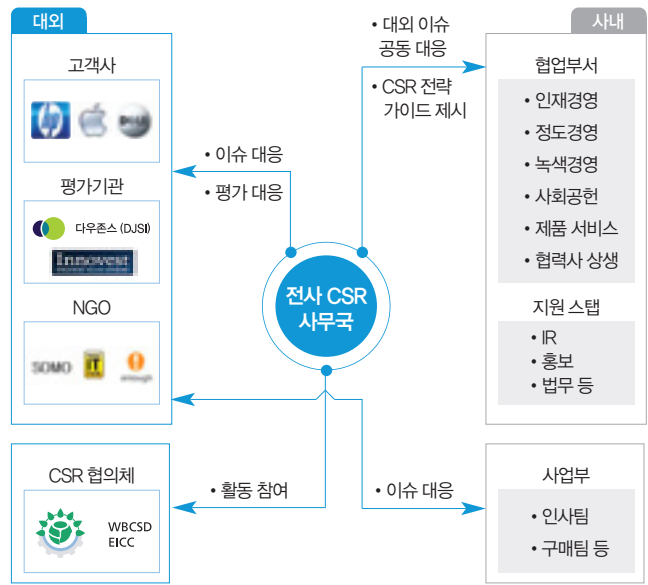 대외
고객사
hp
DELL
평가기관
다우존스 (DJSI)
Innovest
NGO
SOMO
CSR 협의체
WBCSD
EICC
• 이슈 대응
• 평가 대응
• 대외 이슈
공동 대응
• CSR 전략
가이드 제시
전사 CSR
사무국
• 활동 참여
• 이슈 대응
사내
협업부서
• 인재경영
• 정도경영
• 녹색경영
• 사회공헌
• 제품 서비스
• 협력사 상생
지원 스탭
• IR
• 홍보
• 법무 등
사업부
• 인사팀
• 구매팀 등